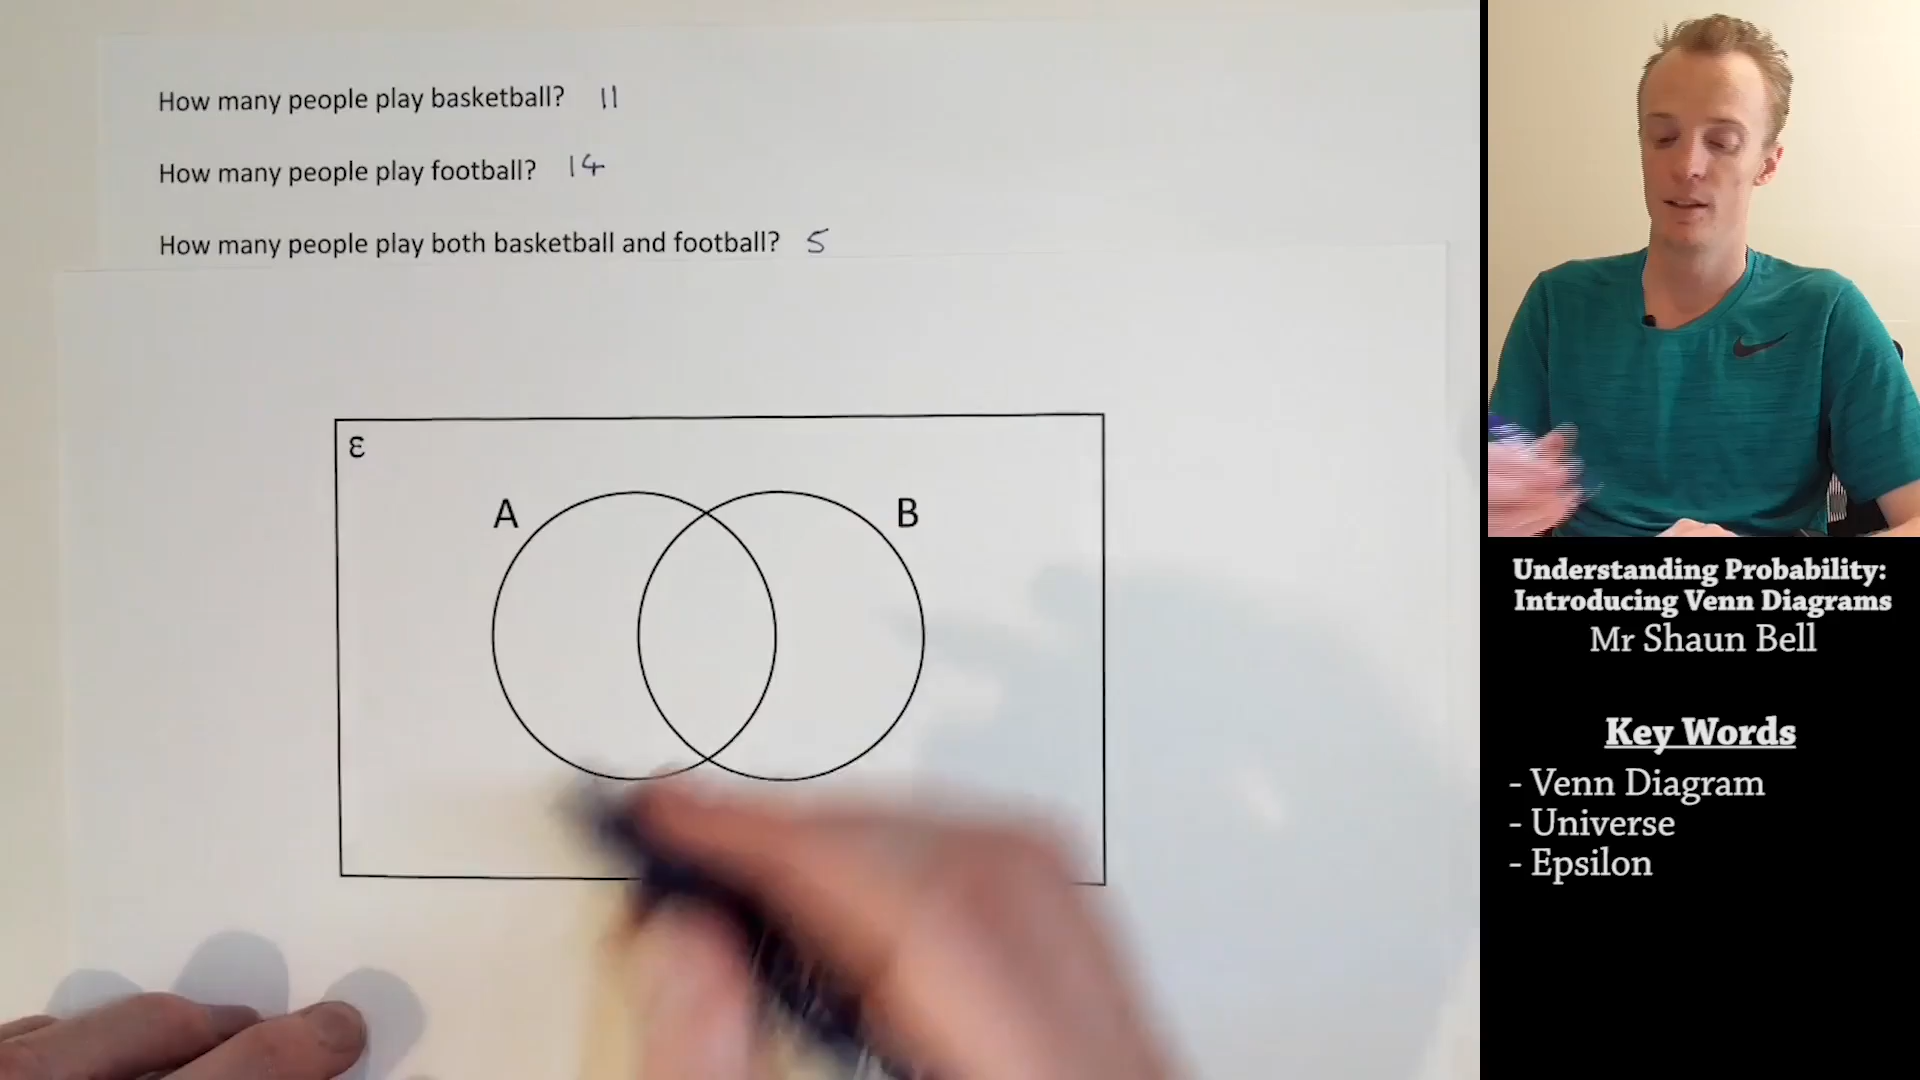 How many people play basketball? 11
How many people play football? 14
How many people play both basketball and football? 5
ε
A
B
Understanding Probability:
Introducing Venn Diagrams
Mr Shaun Bell
Key Words
- Venn Diagram
- Universe
- Epsilon